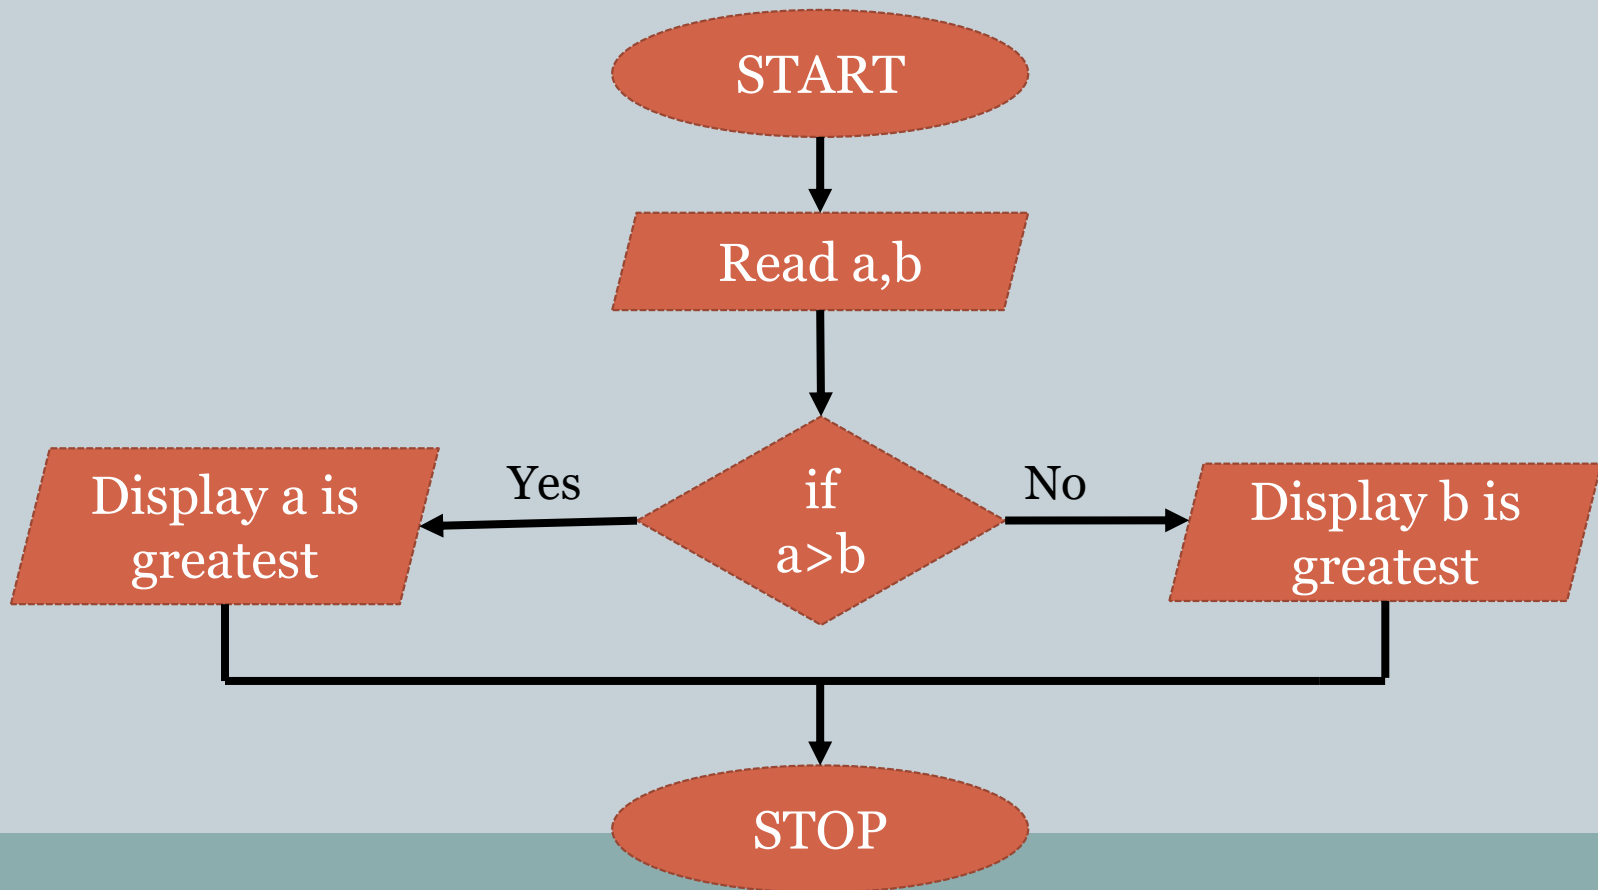 START
Read a,b
Display a is
greatest
Yes
if
a>b
No
Display b is
greatest
STOP